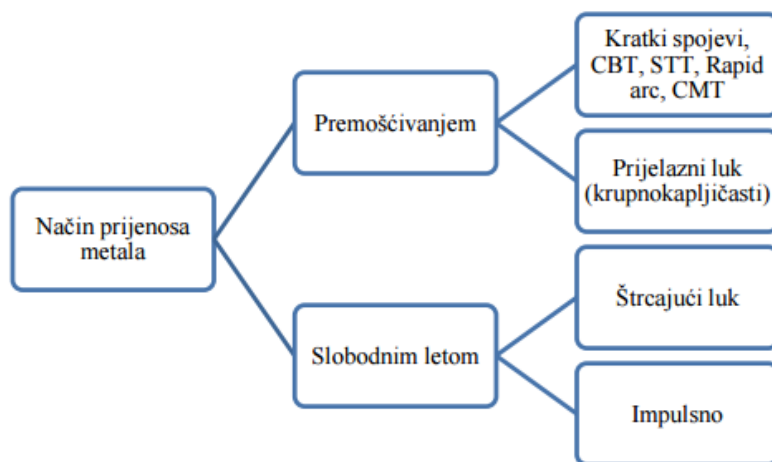 Način prijenosa
metala
Premošćivanjem
Kratki spojevi,
CBT, STT, Rapid
arc, CMT
Prijelazni luk
(krupnokapljičasti)
Slobodnim letom
Štrcajući luk
Impulsno